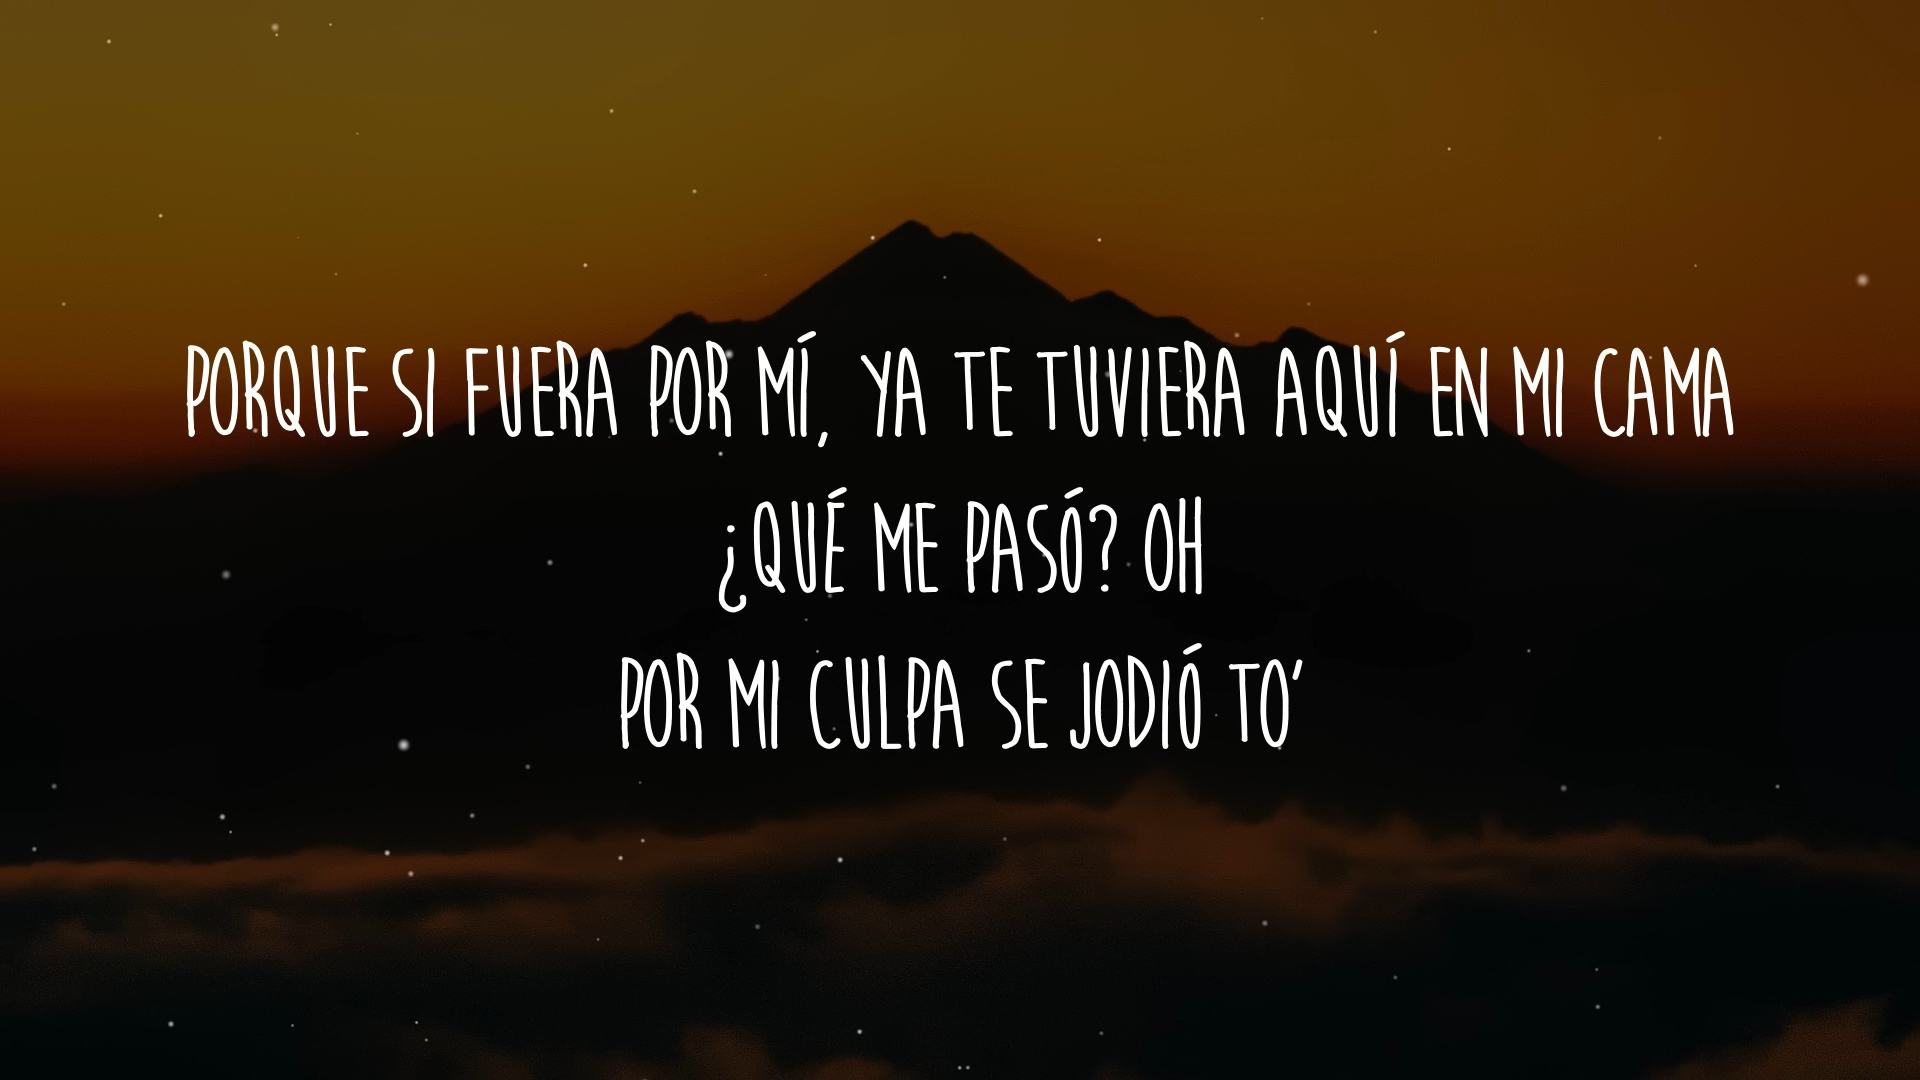 PORQUE SI FUERA POR MÍ, YA TE TUVIERA AQUÍ EN MI CAMA
¿QUÉ ME PASÓ? OH
POR MI CULPA SE JODIÓ TO'